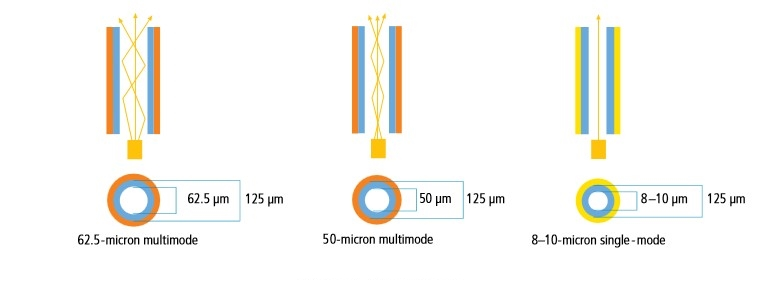 62.5 µm 125 µm
50 µm 125 µm
8–10 µm 125 µm
62.5-micron multimode
50-micron multimode
8–10-micron single-mode